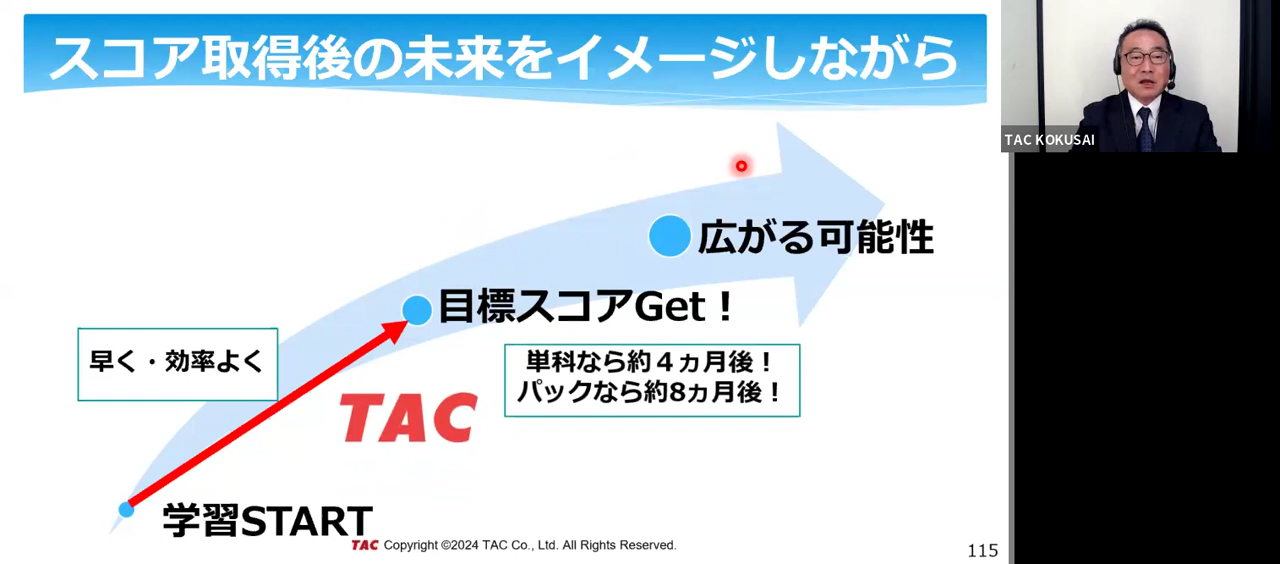 スコア取得後の未来をイメージしながら
TAC KOKUSAI
広がる可能性
目標スコアGet！
早く・効率よく
単科なら約４ヵ月後！
パックなら約8ヵ月後！
TAC
学習START
TAC Copyright ©2024 TAC Co., Ltd. All Rights Reserved.
115